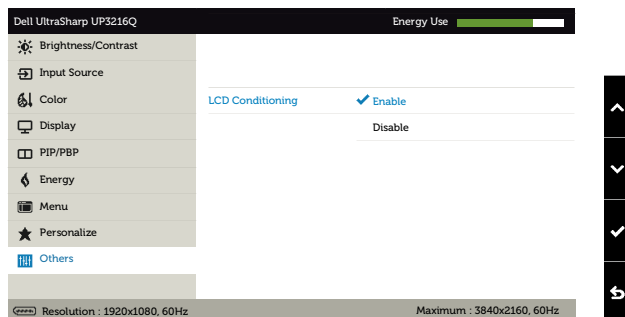 Dell UltraSharp UP3216Q
Energy Use
Brightness/Contrast
Input Source
Color
LCD Conditioning
Enable
Display
Disable
PIP/PBP
Energy
Menu
Personalize
Others
Resolution : 1920x1080, 60Hz
Maximum : 3840x2160, 60Hz